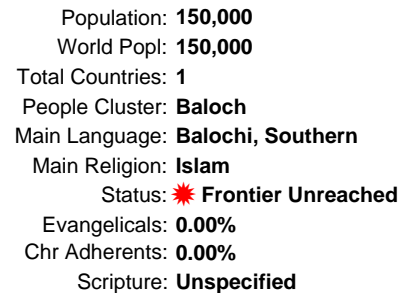 Population: 150,000
World Popl: 150,000
Total Countries: 1
People Cluster: Baloch
Main Language: Balochi, Southern
Main Religion: Islam
Status: Frontier Unreached
Evangelicals: 0.00%
Chr Adherents: 0.00%
Scripture: Unspecified